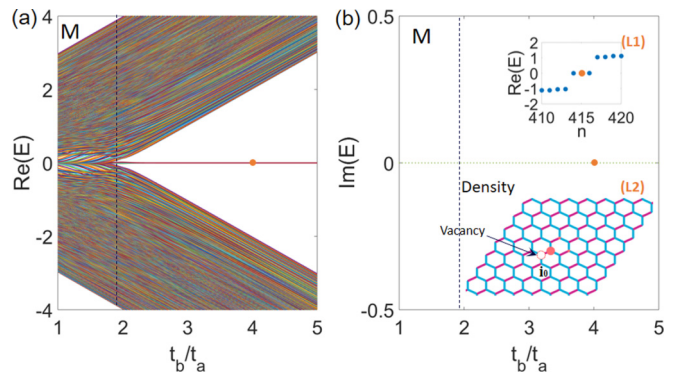 (a)
M
Re(E)
4
2
0
-2
-4
1
2
3
4
5
t_b/t_a
(b)
M
Im(E)
0.5
0
-0.5
1
2
3
4
5
t_b/t_a
(L1)
Re(E)
2
1
0
-1
-2
410
415
420
n
Density
(L2)
Vacancy
i₀